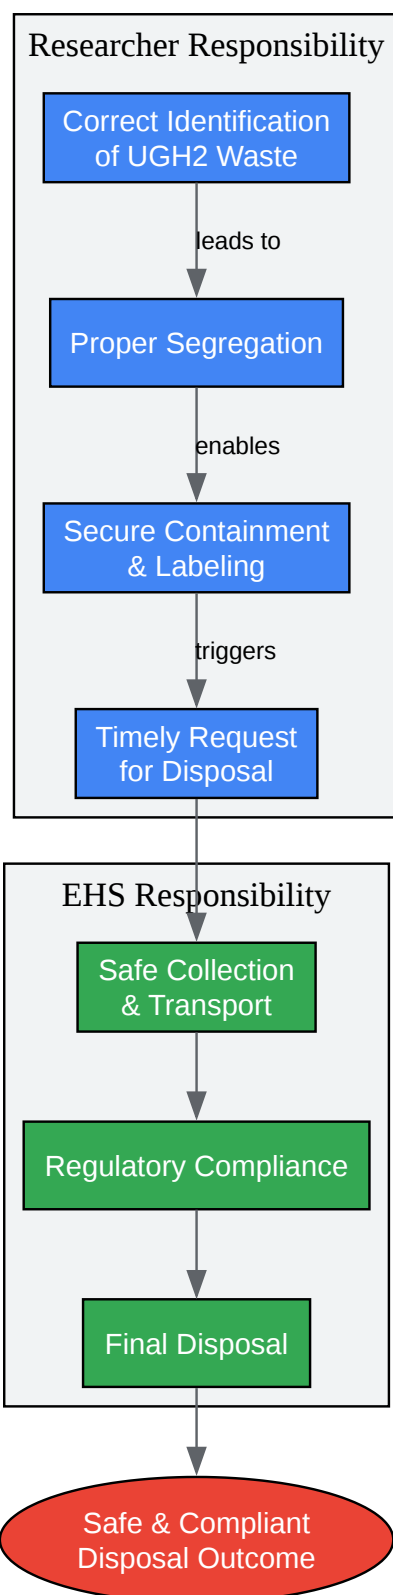 Researcher Responsibility
Correct Identification
of UGH2 Waste
leads to
Proper Segregation
enables
Secure Containment
& Labeling
triggers
Timely Request
for Disposal
EHS Responsibility
Safe Collection
& Transport
Regulatory Compliance
Final Disposal
Safe & Compliant
Disposal Outcome